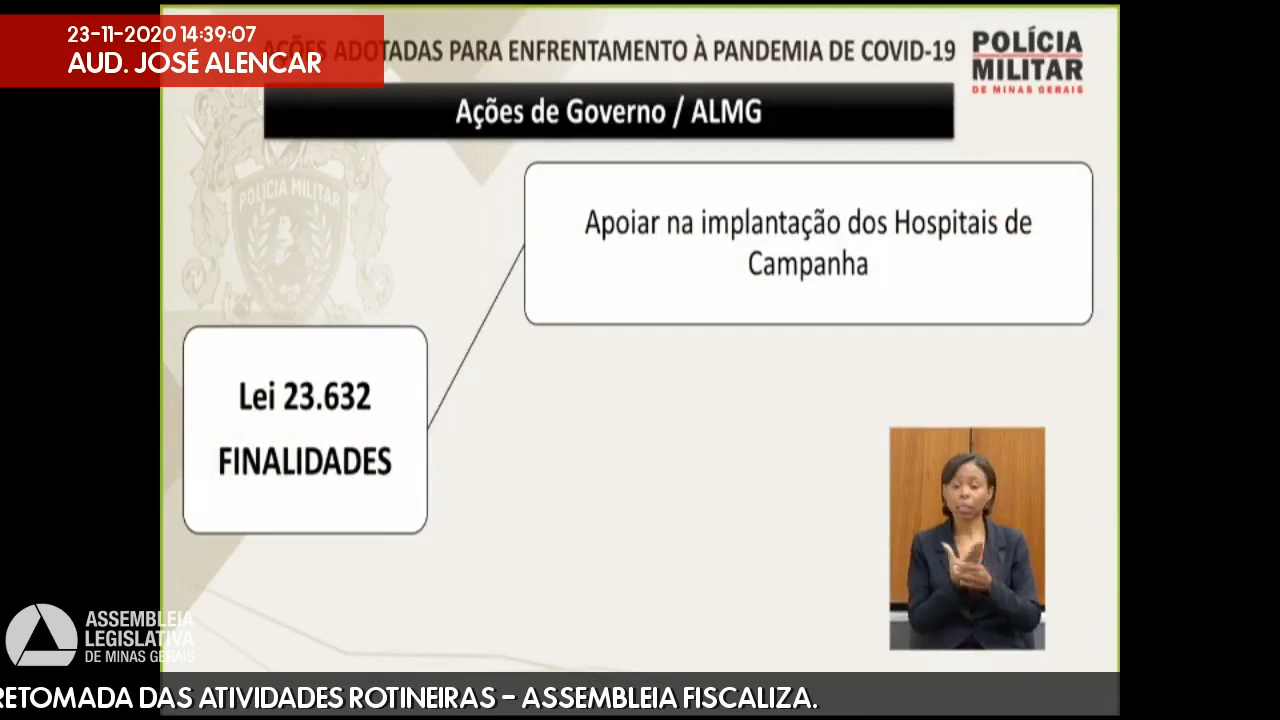 23-11-2020 14:39:07
AUD. JOSÉ ALENCAR
AÇÕES ADOTADAS PARA ENFRENTAMENTO À PANDEMIA DE COVID-19
POLÍCIA
MILITAR
DE MINAS GERAIS
Ações de Governo / ALMG
POLÍCIA MILITAR
Apoiar na implantação dos Hospitais de
Campanha
Lei 23.632
FINALIDADES
ASSEMBLEIA
LEGISLATIVA
DE MINAS GERAIS
RETOMADA DAS ATIVIDADES ROTINEIRAS – ASSEMBLEIA FISCALIZA.